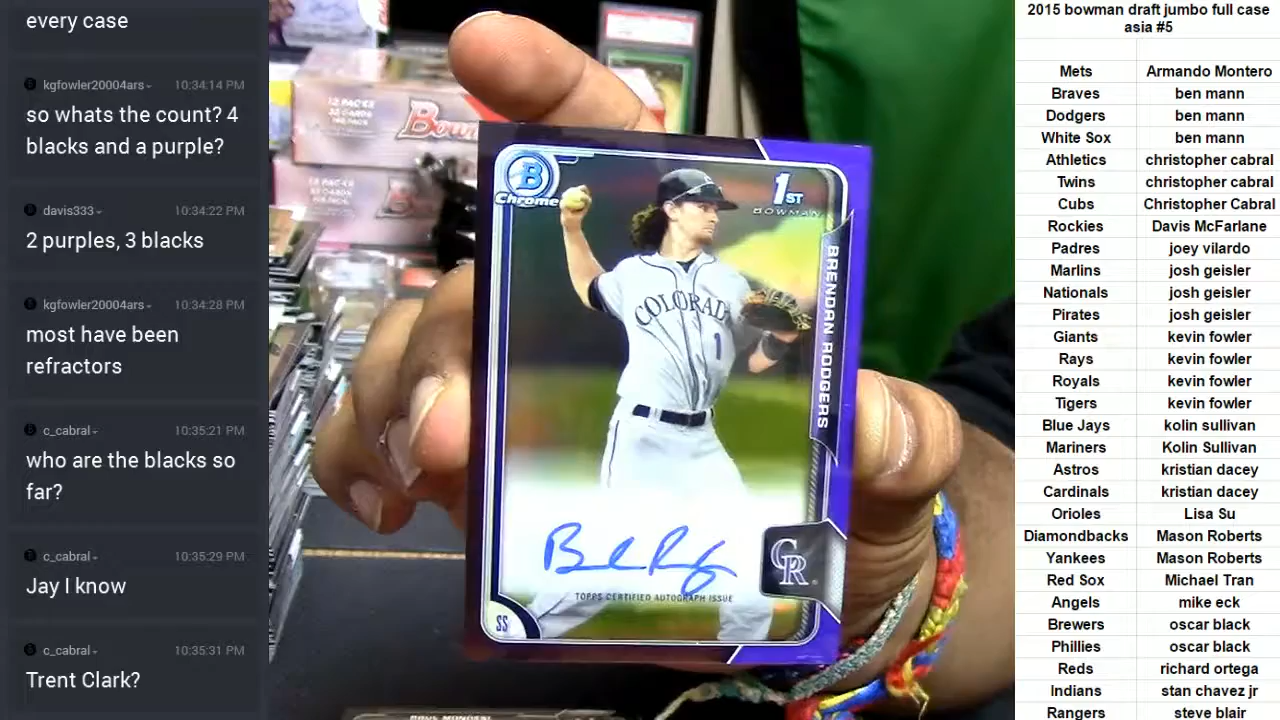 every case
kgfowler20004ars 10:34:14 PM
so whats the count? 4
blacks and a purple?
davis333 10:34:22 PM
2 purples, 3 blacks
kgfowler20004ars 10:34:28 PM
most have been
refractors
c_cabral 10:35:21 PM
who are the blacks so
far?
c_cabral 10:35:29 PM
Jay I know
c_cabral 10:35:31 PM
Trent Clark?
12 PACKS
32 CARDS
B
Chrome
1ST
BOWMAN
BRENDAN RODGERS
COLORADO
1
TOPPS CERTIFIED AUTOGRAPH ISSUE
SS
CR
2015 bowman draft jumbo full case
asia #5
Mets Armando Montero
Braves ben mann
Dodgers ben mann
White Sox ben mann
Athletics christopher cabral
Twins christopher cabral
Cubs Christopher Cabral
Rockies Davis McFarlane
Padres joey vilardo
Marlins josh geisler
Nationals josh geisler
Pirates josh geisler
Giants kevin fowler
Rays kevin fowler
Royals kevin fowler
Tigers kevin fowler
Blue Jays kolin sullivan
Mariners Kolin Sullivan
Astros kristian dacey
Cardinals kristian dacey
Orioles Lisa Su
Diamondbacks Mason Roberts
Yankees Mason Roberts
Red Sox Michael Tran
Angels mike eck
Brewers oscar black
Phillies oscar black
Reds richard ortega
Indians stan chavez jr
Rangers steve blair